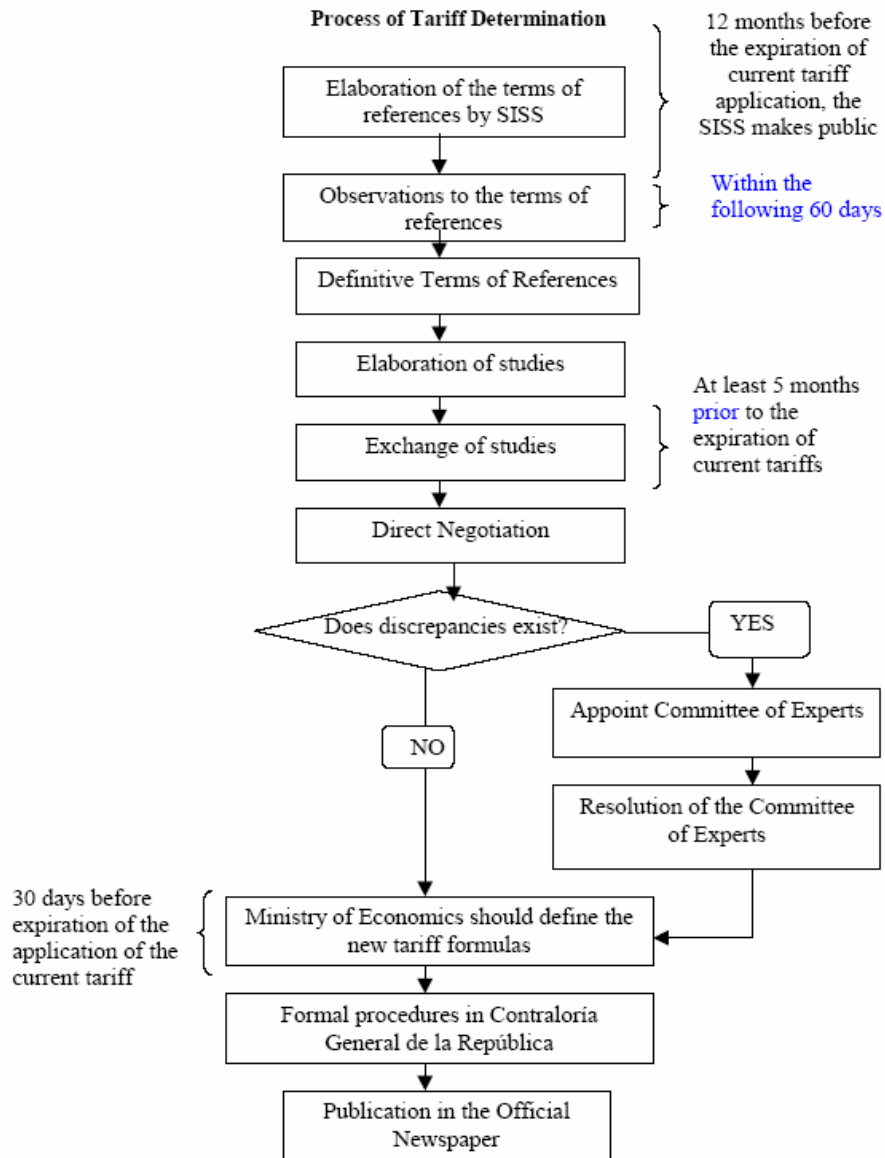 Process of Tariff Determination
12 months before
the expiration of
current tariff
application, the
SISS makes public
Elaboration of the terms of
references by SISS
Observations to the terms of
references
Within the
following 60 days
Definitive Terms of References
Elaboration of studies
Exchange of studies
At least 5 months
prior to the
expiration of
current tariffs
Direct Negotiation
Does discrepancies exist?
YES
Appoint Committee of Experts
NO
Resolution of the Committee
of Experts
30 days before
expiration of the
application of the
current tariff
Ministry of Economics should define the
new tariff formulas
Formal procedures in Contraloría
General de la República
Publication in the Official
Newspaper